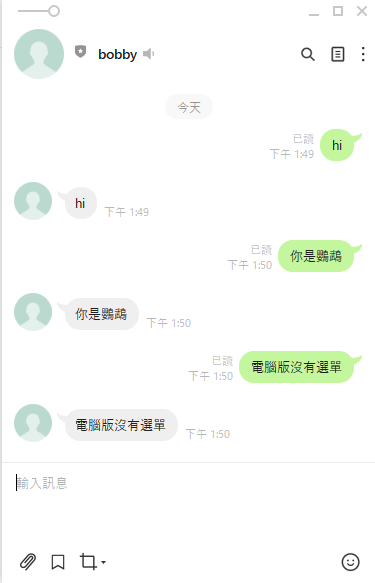 bobby
今天
已讀
下午 1:49
hi
hi
下午 1:49
已讀
下午 1:50
你是鸚鵡
你是鸚鵡
下午 1:50
已讀
下午 1:50
電腦版沒有選單
電腦版沒有選單
下午 1:50
輸入訊息